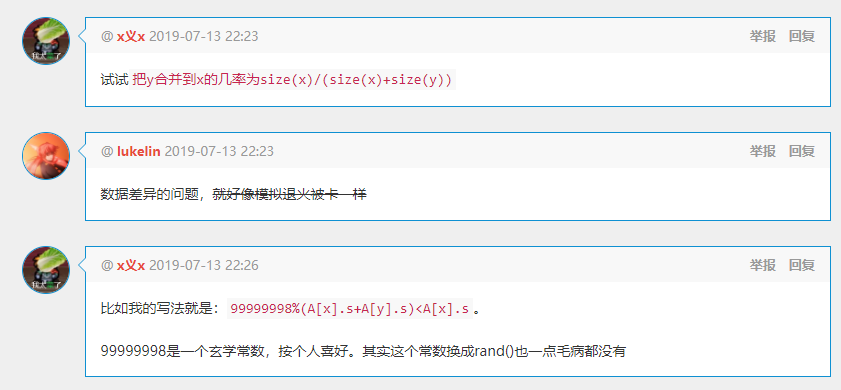 @ x义x 2019-07-13 22:23 举报 回复
试试 把y合并到x的几率为size(x)/(size(x)+size(y))
@ lukelin 2019-07-13 22:23 举报 回复
数据差异的问题，就好像模拟退火被卡一样
@ x义x 2019-07-13 22:26 举报 回复
比如我的写法就是：99999998%(A[x].s+A[y].s)<A[x].s。
99999998是一个玄学常数，按个人喜好。其实这个常数换成rand()也一点毛病都没有